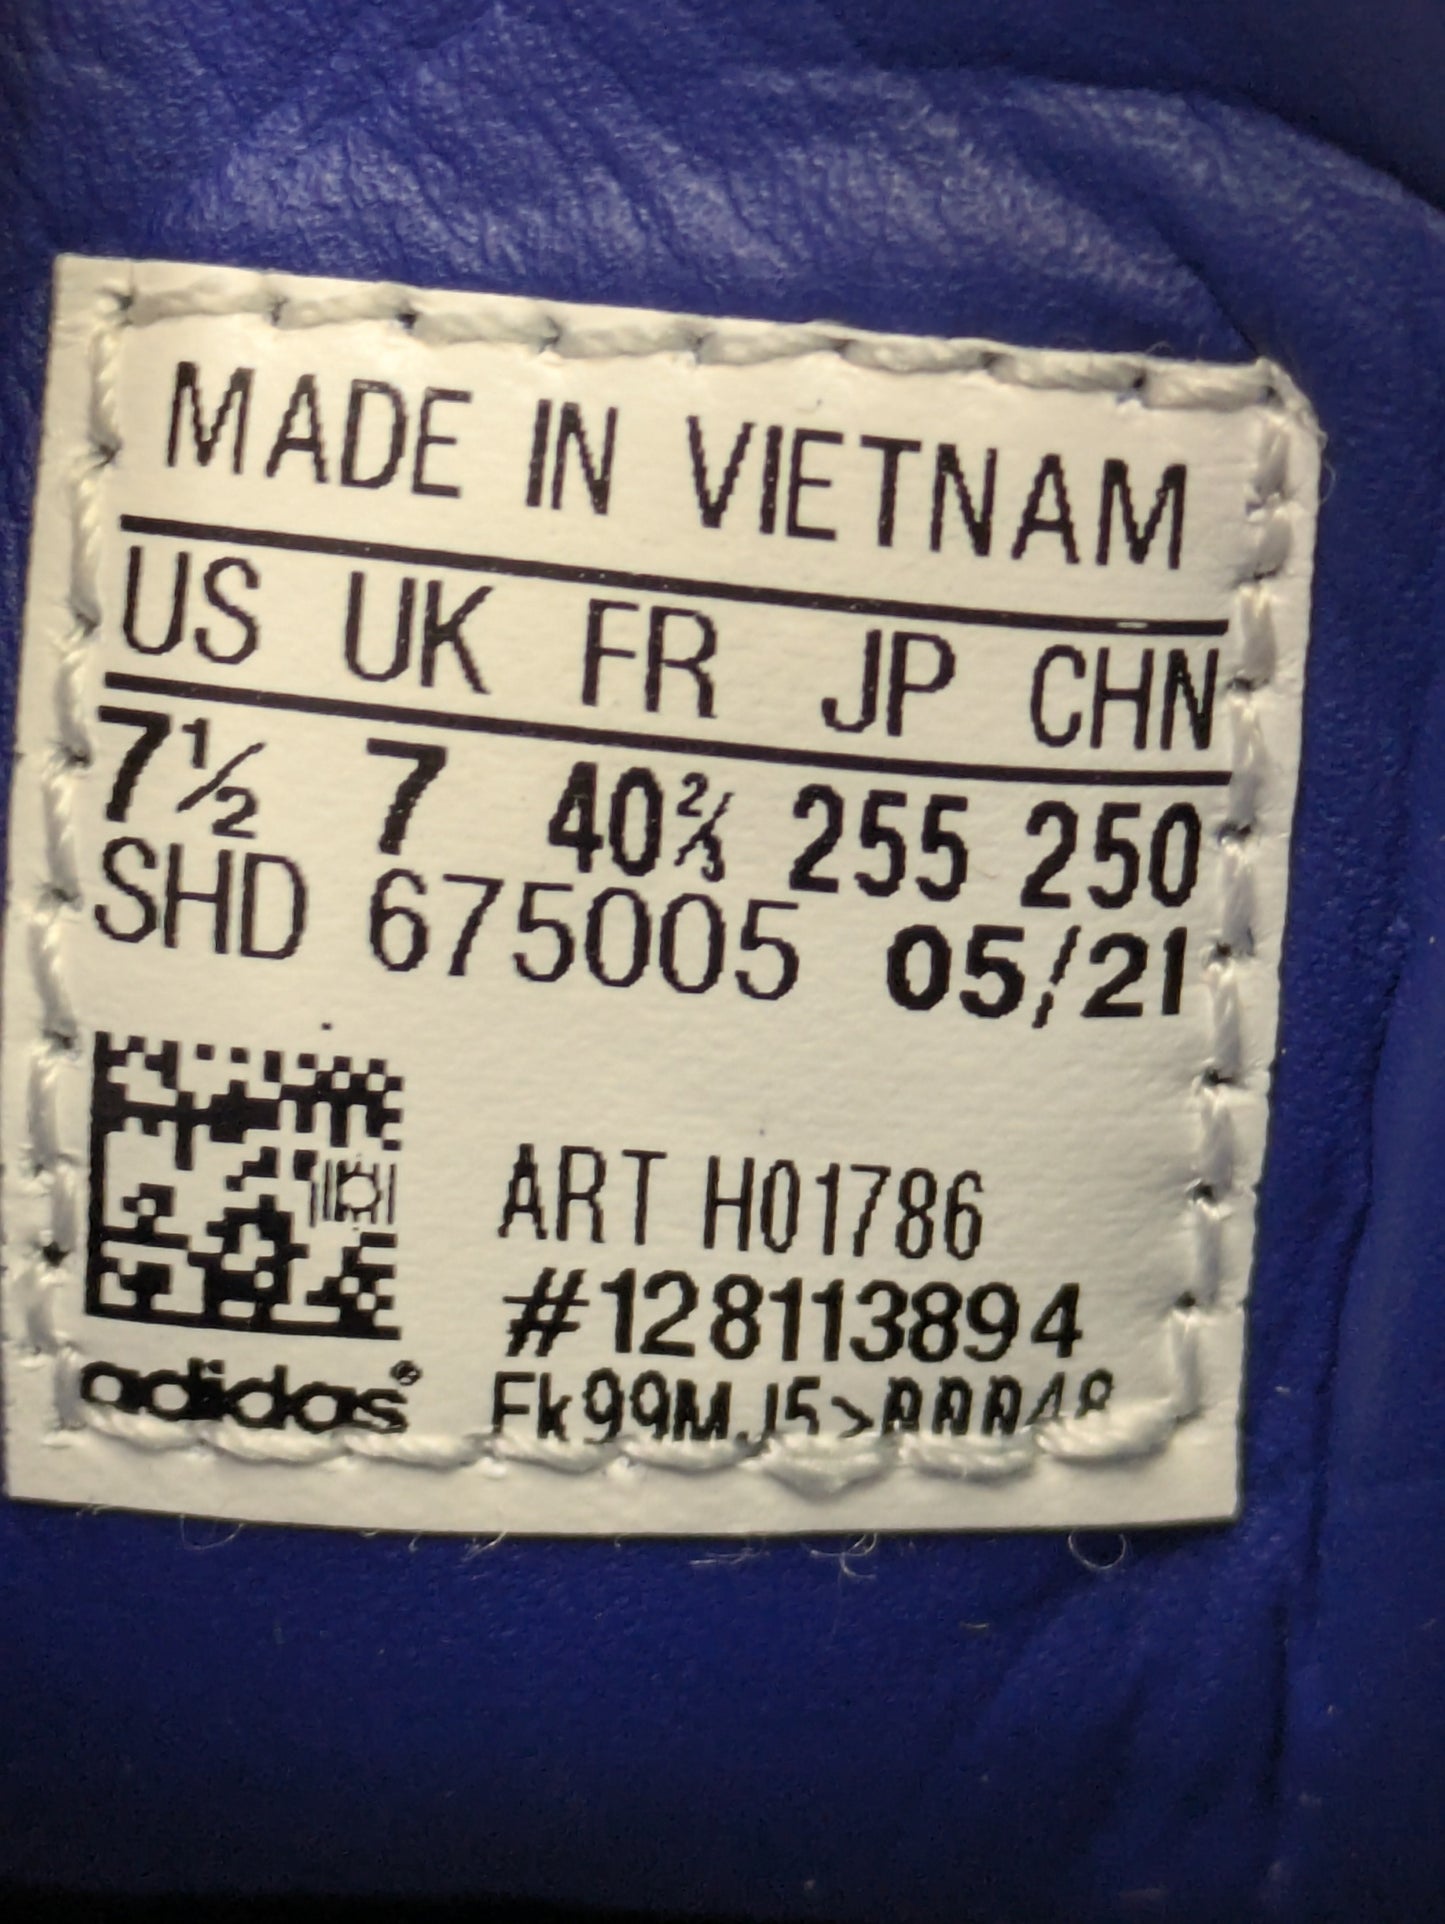 MADE IN VIETNAM
US UK FR JP CHN
7½ 7 40⅔ 255 250
SHD 675005 05/21
ART H01786
#128113894
adidas®